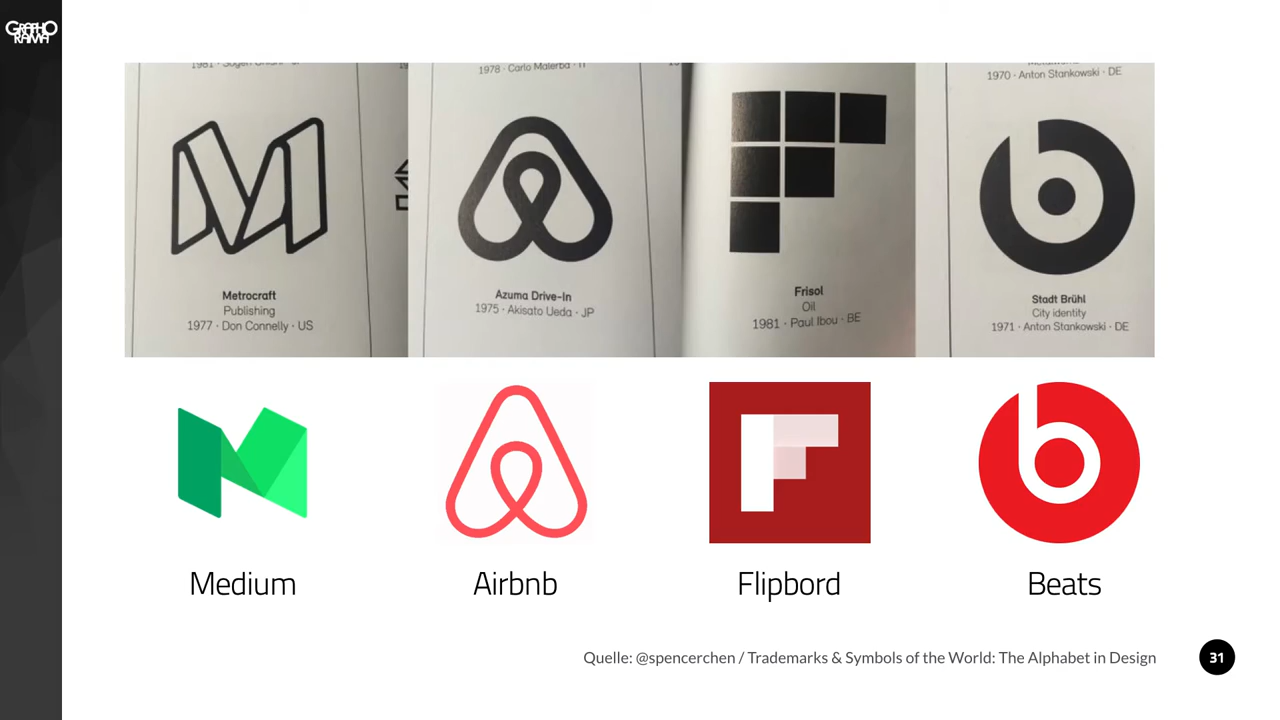 GRAPHO
RAMA
1978 · Carlo Malerba · IT
1970 · Anton Stankowski · DE
Metrocraft
Publishing
1977 · Don Connelly · US
Azuma Drive-In
1975 · Akisato Ueda · JP
Frisol
Oil
1981 · Paul Ibou · BE
Stadt Brühl
City identity
1971 · Anton Stankowski · DE
Medium
Airbnb
Flipbord
Beats
Quelle: @spencerchen / Trademarks & Symbols of the World: The Alphabet in Design
31